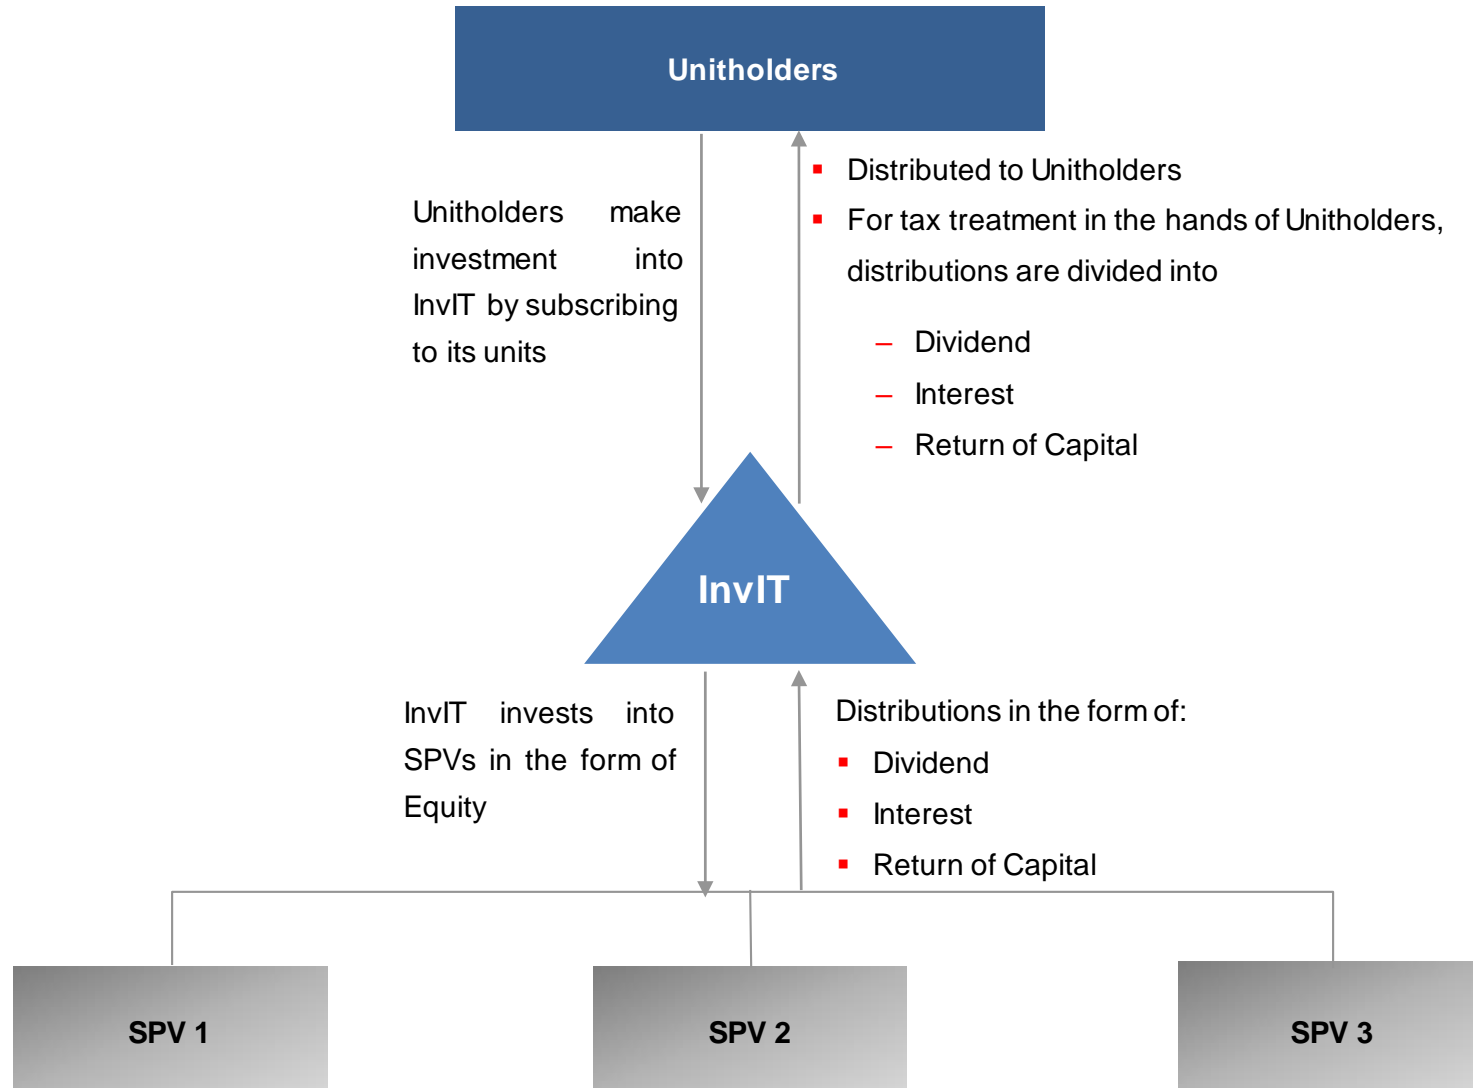 Unitholders
Unitholders make
investment into
InvIT by subscribing
to its units
Distributed to Unitholders
For tax treatment in the hands of Unitholders,
distributions are divided into
– Dividend
– Interest
– Return of Capital
InvIT
InvIT invests into
SPVs in the form of
Equity
Distributions in the form of:
Dividend
Interest
Return of Capital
SPV 1
SPV 2
SPV 3